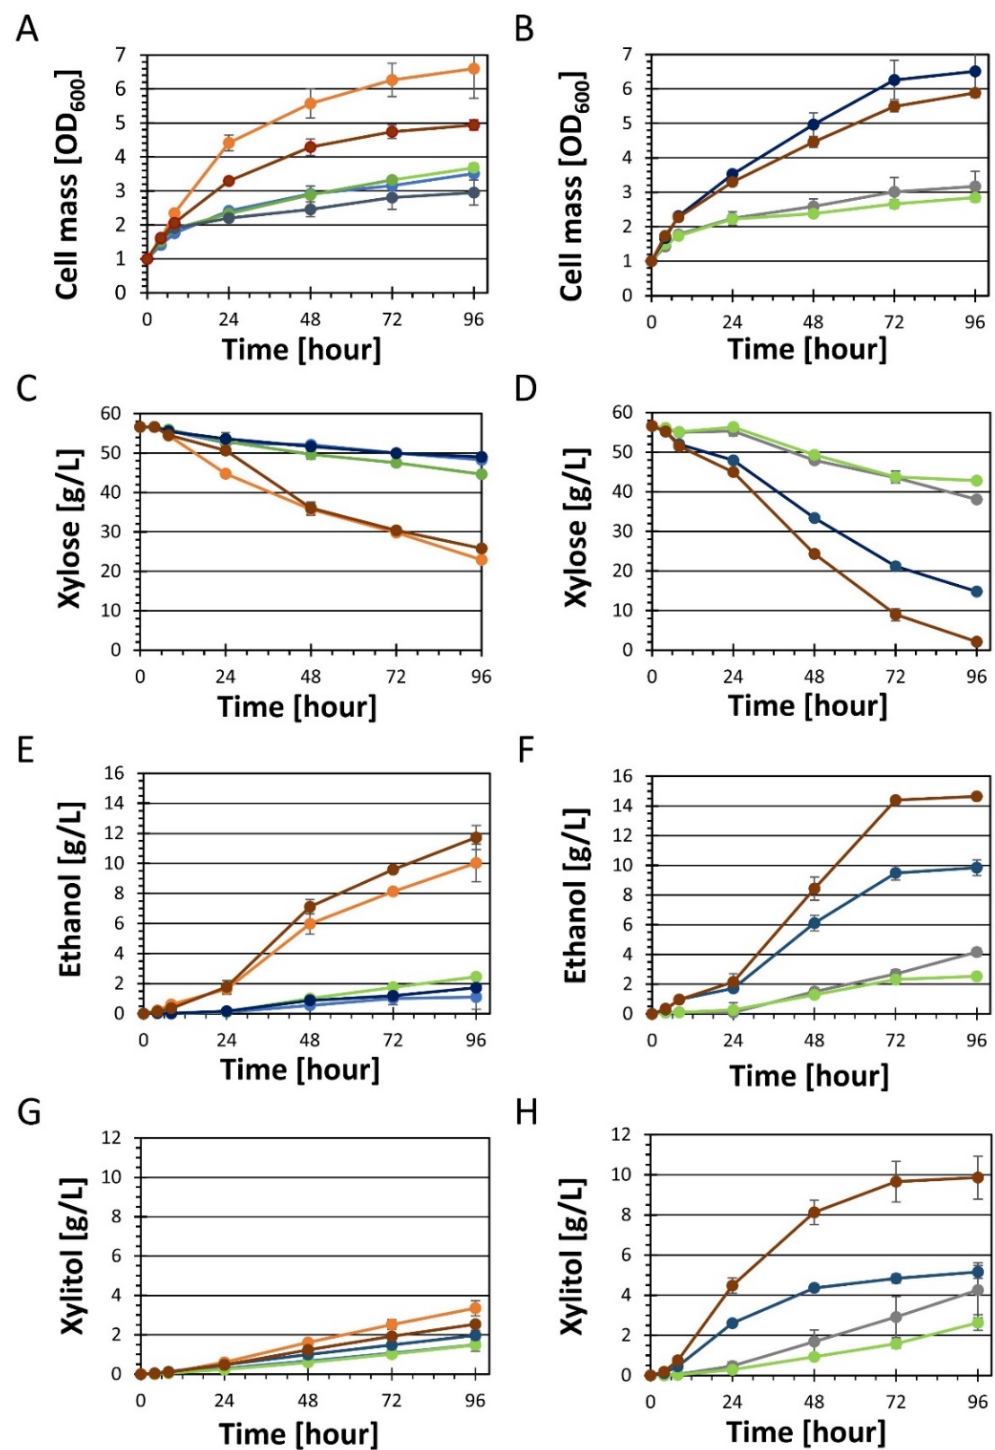 A
Cell mass [OD600]
7
6
5
4
3
2
1
0
0 24 48 72 96
Time [hour]
B
Cell mass [OD600]
7
6
5
4
3
2
1
0
0 24 48 72 96
Time [hour]
C
Xylose [g/L]
60
50
40
30
20
10
0
0 24 48 72 96
Time [hour]
D
Xylose [g/L]
60
50
40
30
20
10
0
0 24 48 72 96
Time [hour]
E
Ethanol [g/L]
16
14
12
10
8
6
4
2
0
0 24 48 72 96
Time [hour]
F
Ethanol [g/L]
16
14
12
10
8
6
4
2
0
0 24 48 72 96
Time [hour]
G
Xylitol [g/L]
12
10
8
6
4
2
0
0 24 48 72 96
Time [hour]
H
Xylitol [g/L]
12
10
8
6
4
2
0
0 24 48 72 96
Time [hour]